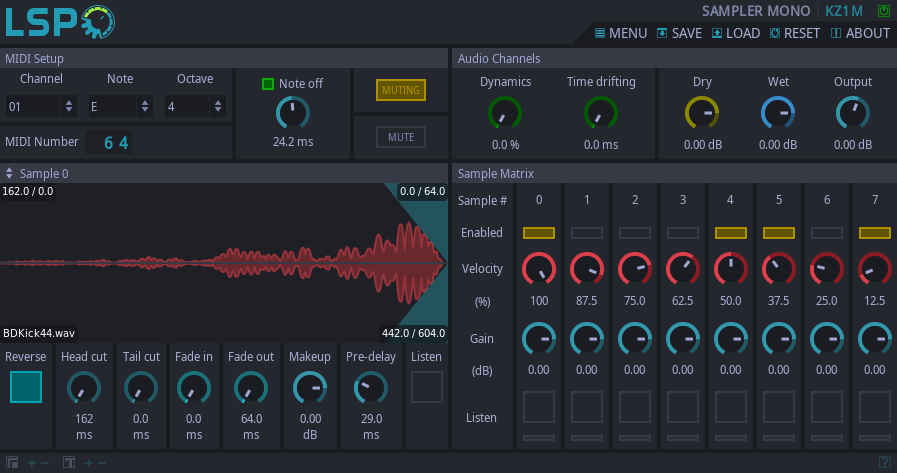 LSP
SAMPLER MONO KZ1M
MENU SAVE LOAD RESET ABOUT
MIDI Setup
Audio Channels
Channel Note Octave
Note off
MUTING
Dynamics Time drifting Dry Wet Output
01 E 4
24.2 ms
MUTE
0.0 % 0.0 ms 0.00 dB 0.00 dB 0.00 dB
MIDI Number 64
Sample 0
Sample Matrix
162.0 / 0.0 0.0 / 64.0
Sample # 0 1 2 3 4 5 6 7
Enabled
Velocity
(%) 100 87.5 75.0 62.5 50.0 37.5 25.0 12.5
BDKick44.wav 442.0 / 604.0
Gain
(dB) 0.00 0.00 0.00 0.00 0.00 0.00 0.00 0.00
Reverse Head cut Tail cut Fade in Fade out Makeup Pre-delay Listen
162 0.0 0.0 64.0 0.00 29.0
ms ms ms ms dB ms
Listen
+ − + − ?